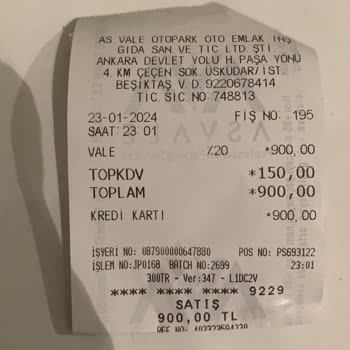 AS VALE OTOPARK OTO EMLAK İNŞ
GIDA SAN VE TİC LTD ŞTİ.
ANKARA DEVLET YOLU H.PAŞA YÖNÜ
4. KM ÇEÇEN SOK. ÜSKÜDAR/İST.
BEŞİKTAŞ V.D. 9220678414
TİC. SİC NO: 748813
23-01-2024 FİŞ NO: 195
SAAT: 23:01
VALE %20 *900,00
TOPKDV *150,00
TOPLAM *900,00
KREDİ KARTI *900,00
İŞYERİ NO: 087900000647880 POS NO: PS693122
İŞLEM NO:JP0168 BATCH NO:2699 23:01
300TR - Ver:347 - L1DC2V
**** **** **** 9229
SATIŞ
900,00 TL